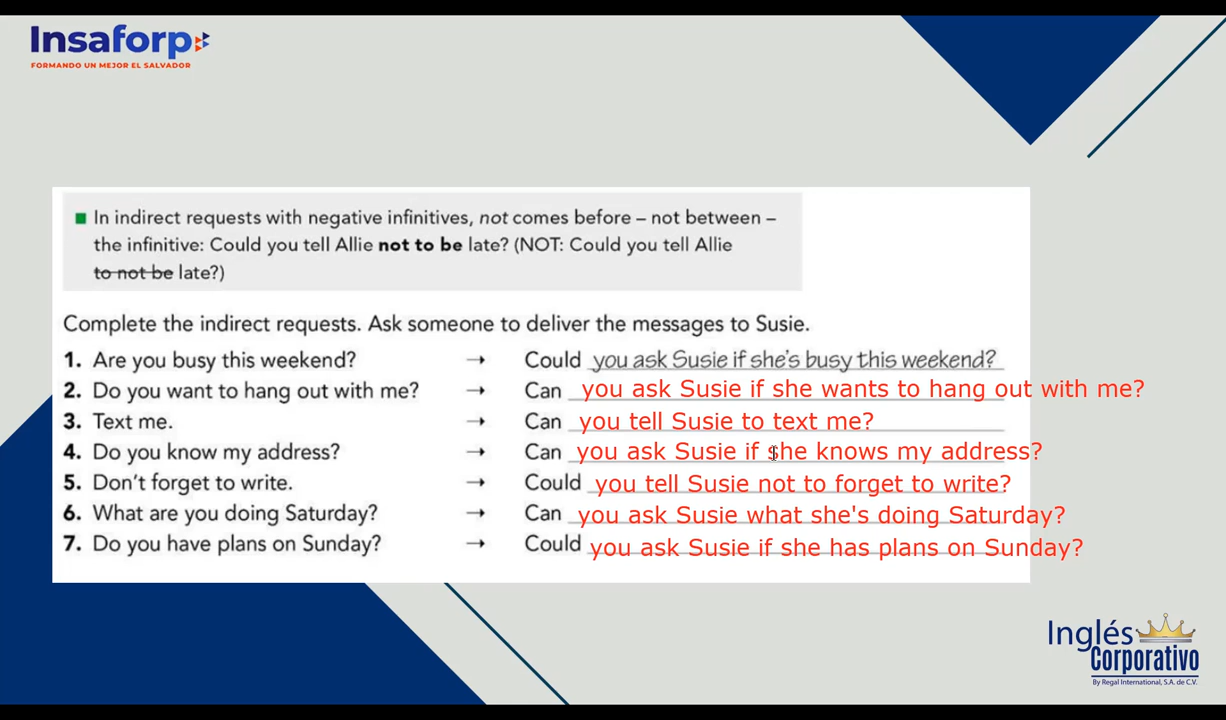 Insaforp
FORMANDO UN MEJOR EL SALVADOR
In indirect requests with negative infinitives, not comes before – not between –
the infinitive: Could you tell Allie not to be late? (NOT: Could you tell Allie
to not be late?)
Complete the indirect requests. Ask someone to deliver the messages to Susie.
1. Are you busy this weekend? → Could you ask Susie if she's busy this weekend?
2. Do you want to hang out with me? → Can you ask Susie if she wants to hang out with me?
3. Text me. → Can you tell Susie to text me?
4. Do you know my address? → Can you ask Susie if she knows my address?
5. Don't forget to write. → Could you tell Susie not to forget to write?
6. What are you doing Saturday? → Can you ask Susie what she's doing Saturday?
7. Do you have plans on Sunday? → Could you ask Susie if she has plans on Sunday?
Inglés
Corporativo
By Regal International, S.A. de C.V.